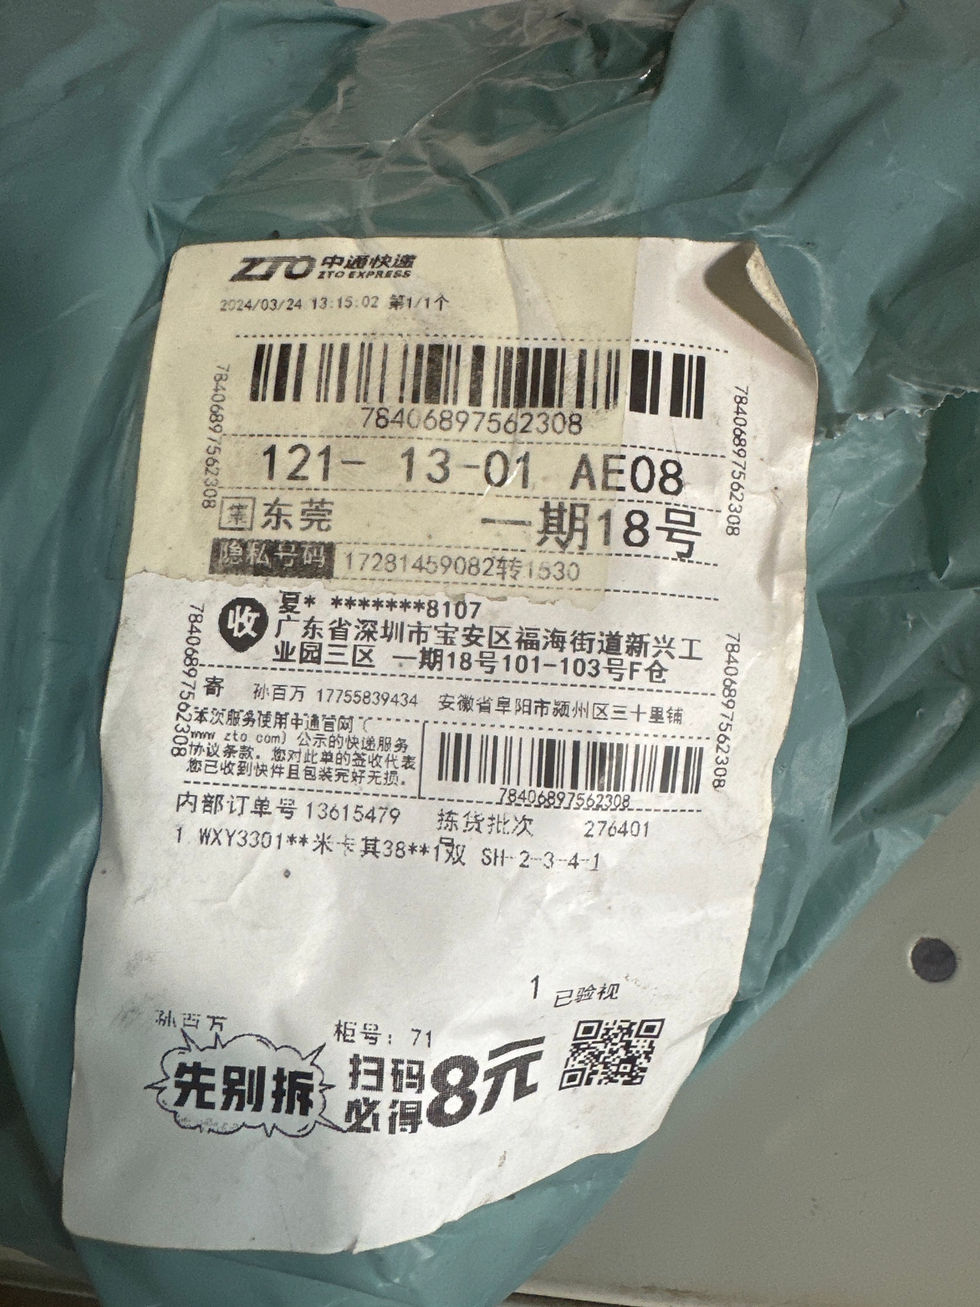 ZTO 中通快递
ZTO EXPRESS
2024/03/24 13:15:02 第1/1个
78406897562308
78406897562308
78406897562308
121- 13-01 AE08
集 东莞 一期18号
隐私号码 17281459082转1530
收 夏* *******8107
广东省深圳市宝安区福海街道新兴工
业园三区 一期18号101-103号F仓
78406897562308
78406897562308
寄 孙百万 17755839434 安徽省阜阳市颍州区三十里铺
本次服务使用中通官网（
www zto com）公示的快递服务
协议条款。您对此单的签收代表
您已收到快件且包装完好无损。
78406897562308
内部订单号 13615479 拣货批次 276401
号
1 WXY3301**米卡其38**1双 SH-2-3-4-1
1 已验视
孙百万 柜号: 71
先别拆 扫码
必得 8元